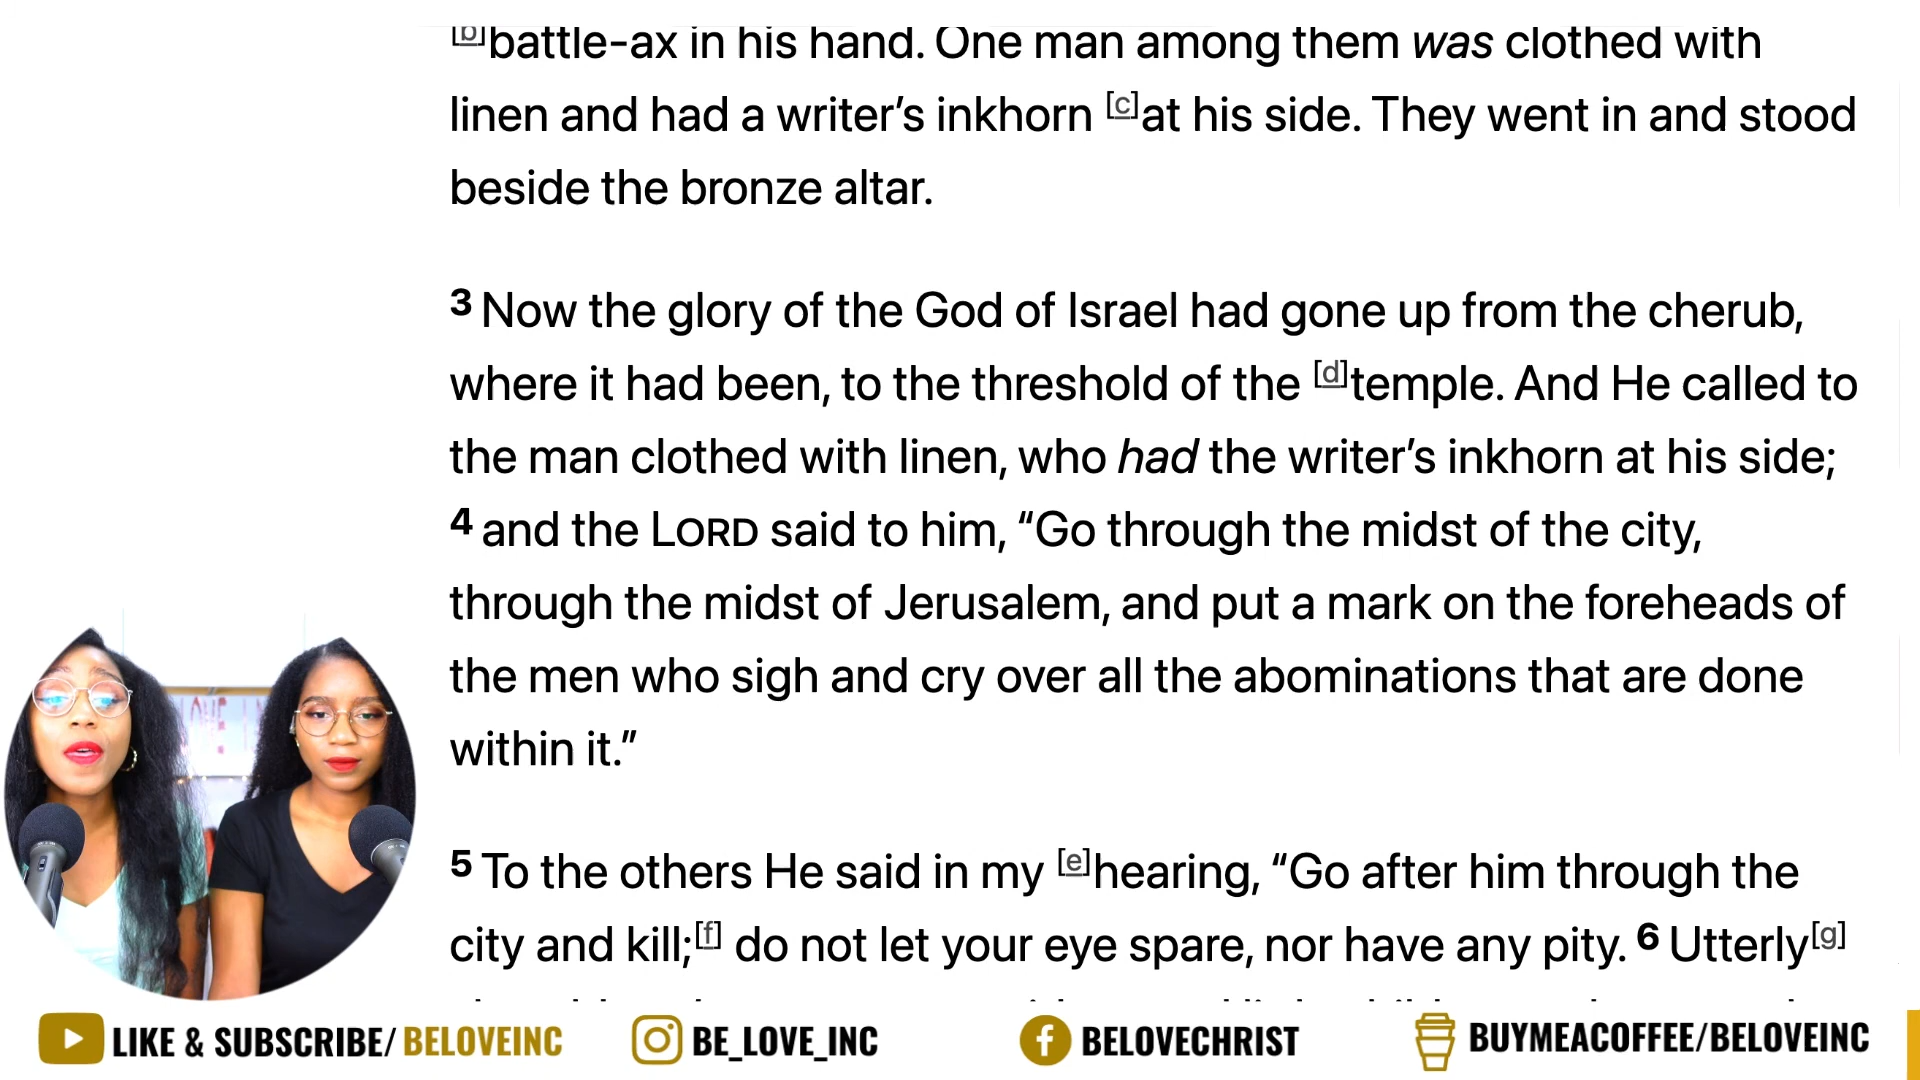 [b]battle-ax in his hand. One man among them was clothed with
linen and had a writer’s inkhorn [c]at his side. They went in and stood
beside the bronze altar.
3 Now the glory of the God of Israel had gone up from the cherub,
where it had been, to the threshold of the [d]temple. And He called to
the man clothed with linen, who had the writer’s inkhorn at his side;
4 and the LORD said to him, “Go through the midst of the city,
through the midst of Jerusalem, and put a mark on the foreheads of
the men who sigh and cry over all the abominations that are done
within it.”
5 To the others He said in my [e]hearing, “Go after him through the
city and kill;[f] do not let your eye spare, nor have any pity. 6 Utterly[g]
LIKE & SUBSCRIBE/ BELOVEINC
BE_LOVE_INC
BELOVECHRIST
BUYMEACOFFEE/BELOVEINC